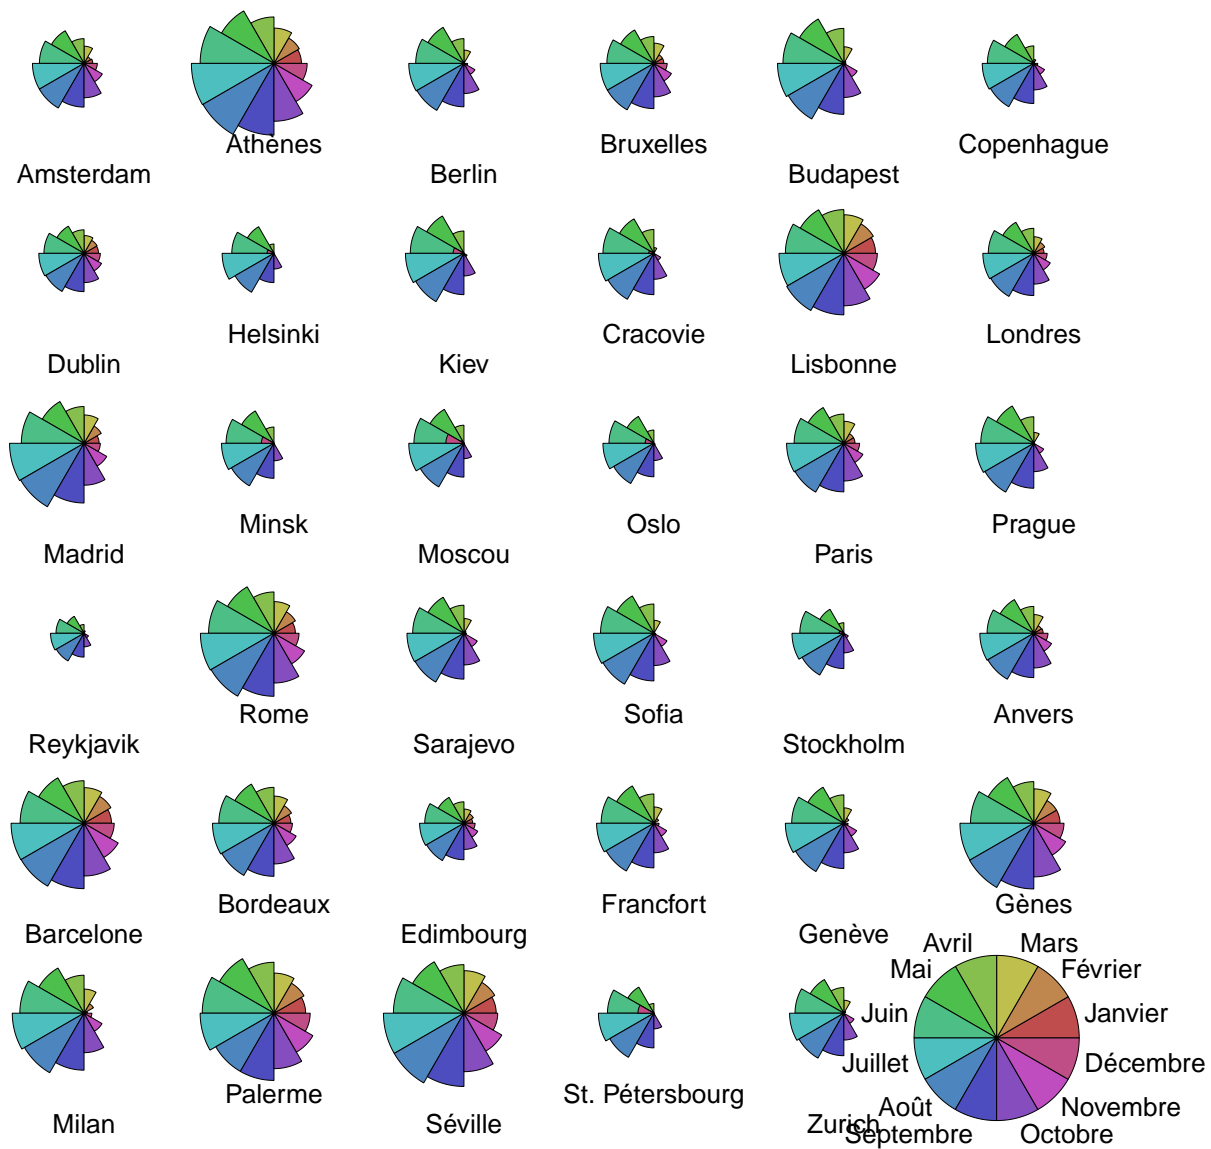 Athènes
Bruxelles
Copenhague
Amsterdam
Berlin
Budapest
Helsinki
Cracovie
Londres
Dublin
Kiev
Lisbonne
Minsk
Oslo
Prague
Madrid
Moscou
Paris
Rome
Sofia
Anvers
Reykjavik
Sarajevo
Stockholm
Bordeaux
Francfort
Gènes
Barcelone
Edimbourg
Genève
Palerme
St. Pétersbourg
Milan
Séville
Zurich
Avril
Mars
Mai
Février
Juin
Janvier
Juillet
Décembre
Août
Novembre
Septembre
Octobre